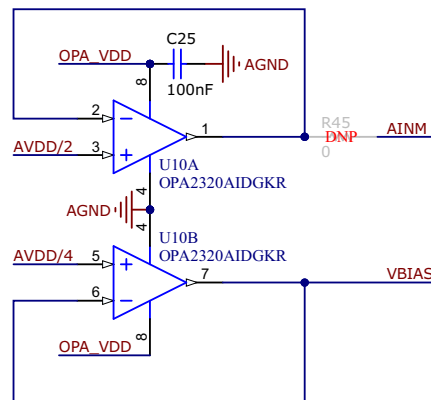 C25
OPA_VDD
AGND
100nF
8
R45
DNP
0
2
1
AINM
AVDD/2
3
U10A
OPA2320AIDGKR
4
AGND
4
U10B
OPA2320AIDGKR
AVDD/4
5
7
VBIAS
6
8
OPA_VDD